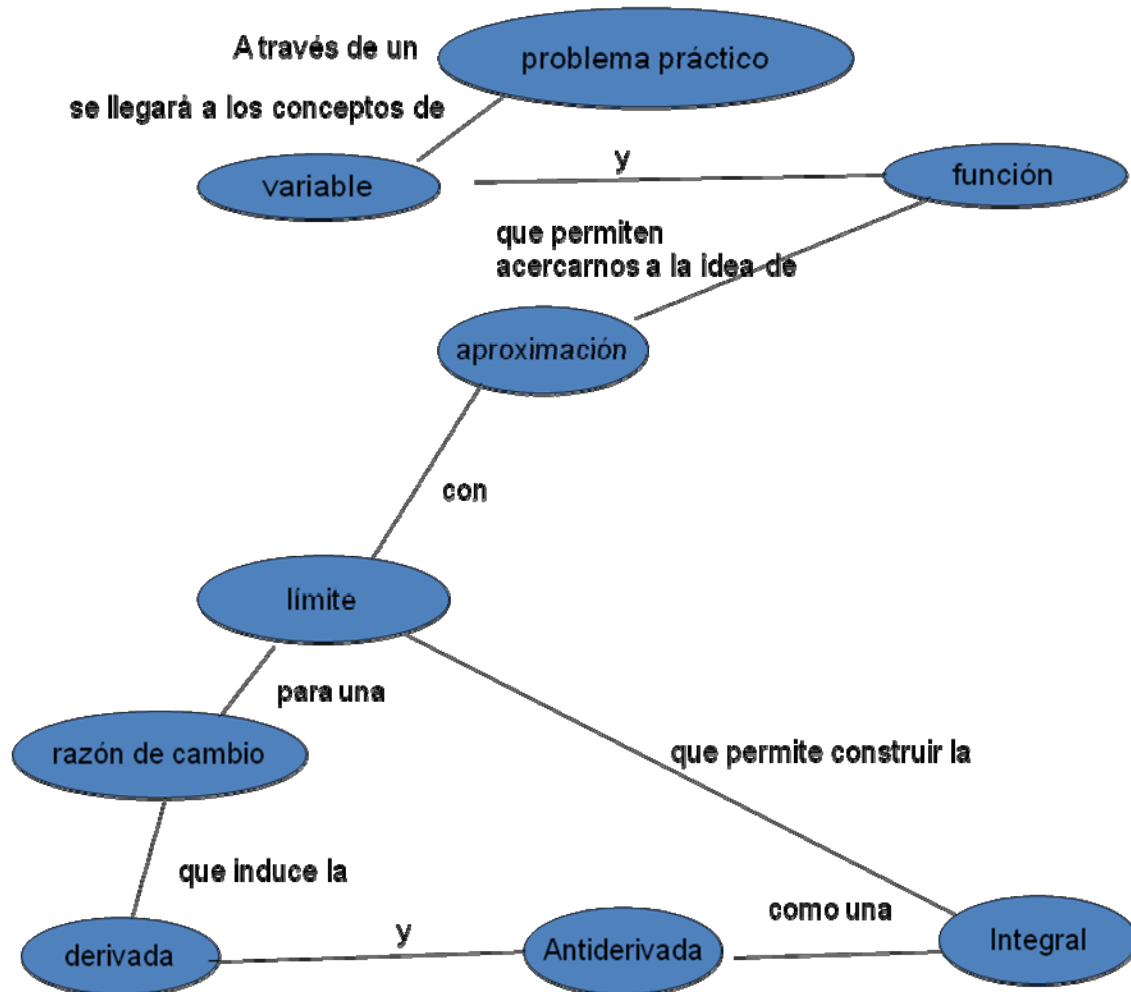 A través de un
problema práctico
se llegará a los conceptos de
variable
y
función
que permiten
acercarnos a la idea de
aproximación
con
límite
para una
razón de cambio
que permite construir la
que induce la
derivada
y
Antiderivada
como una
Integral